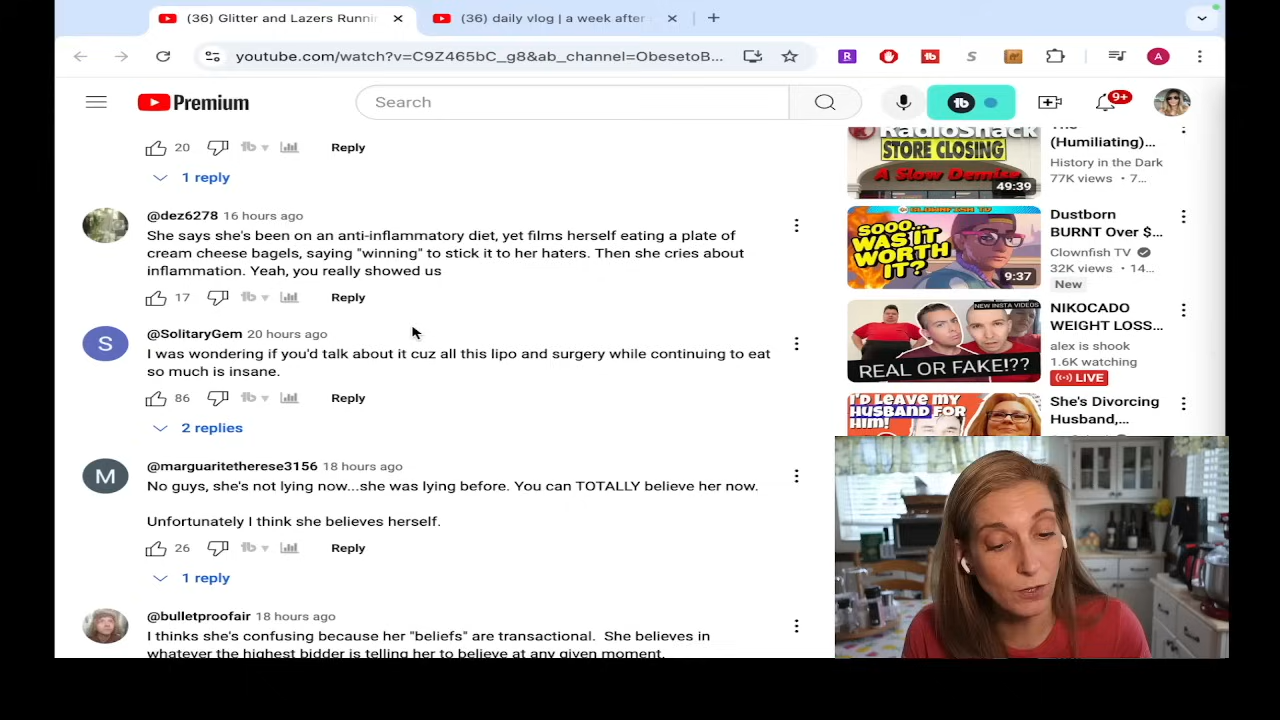 (36) Glitter and Lazers Runnin
(36) daily vlog | a week after
youtube.com/watch?v=C9Z465bC_g8&ab_channel=ObesetoB...
R
S
A
Premium
Search
9+
20
Reply
1 reply
@dez6278 16 hours ago
She says she's been on an anti-inflammatory diet, yet films herself eating a plate of
cream cheese bagels, saying "winning" to stick it to her haters. Then she cries about
inflammation. Yeah, you really showed us
17
Reply
S
@SolitaryGem 20 hours ago
I was wondering if you'd talk about it cuz all this lipo and surgery while continuing to eat
so much is insane.
86
Reply
2 replies
M
@marguaritetherese3156 18 hours ago
No guys, she's not lying now...she was lying before. You can TOTALLY believe her now.
Unfortunately I think she believes herself.
26
Reply
1 reply
@bulletproofair 18 hours ago
I thinks she's confusing because her "beliefs" are transactional. She believes in
whatever the highest bidder is telling her to believe at any given moment.
RadioShack
STORE CLOSING
A Slow Demise
49:39
(Humiliating)...
History in the Dark
77K views • 7...
CLOWNFISH TV
SOOO..
WAS IT
WORTH
IT?
9:37
Dustborn
BURNT Over $...
Clownfish TV
32K views • 14...
New
NEW INSTA VIDEOS
REAL OR FAKE!??
NIKOCADO
WEIGHT LOSS...
alex is shook
1.6K watching
LIVE
I'D LEAVE MY
HUSBAND FOR
HIM!
She's Divorcing
Husband,